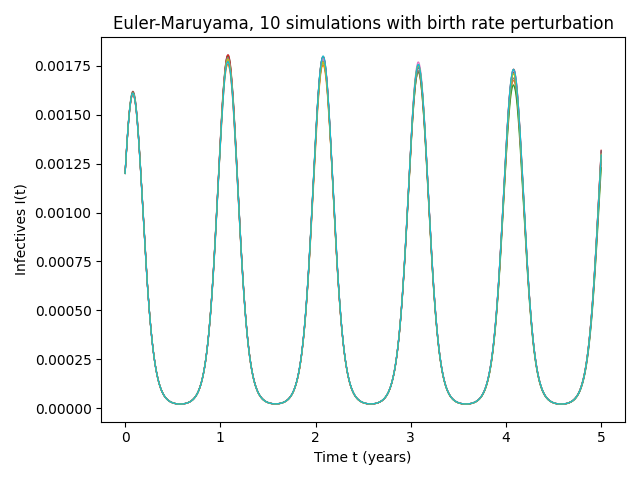 Euler-Maruyama, 10 simulations with birth rate perturbation
Infectives I(t)
0.00175
0.00150
0.00125
0.00100
0.00075
0.00050
0.00025
0.00000
0 1 2 3 4 5
Time t (years)